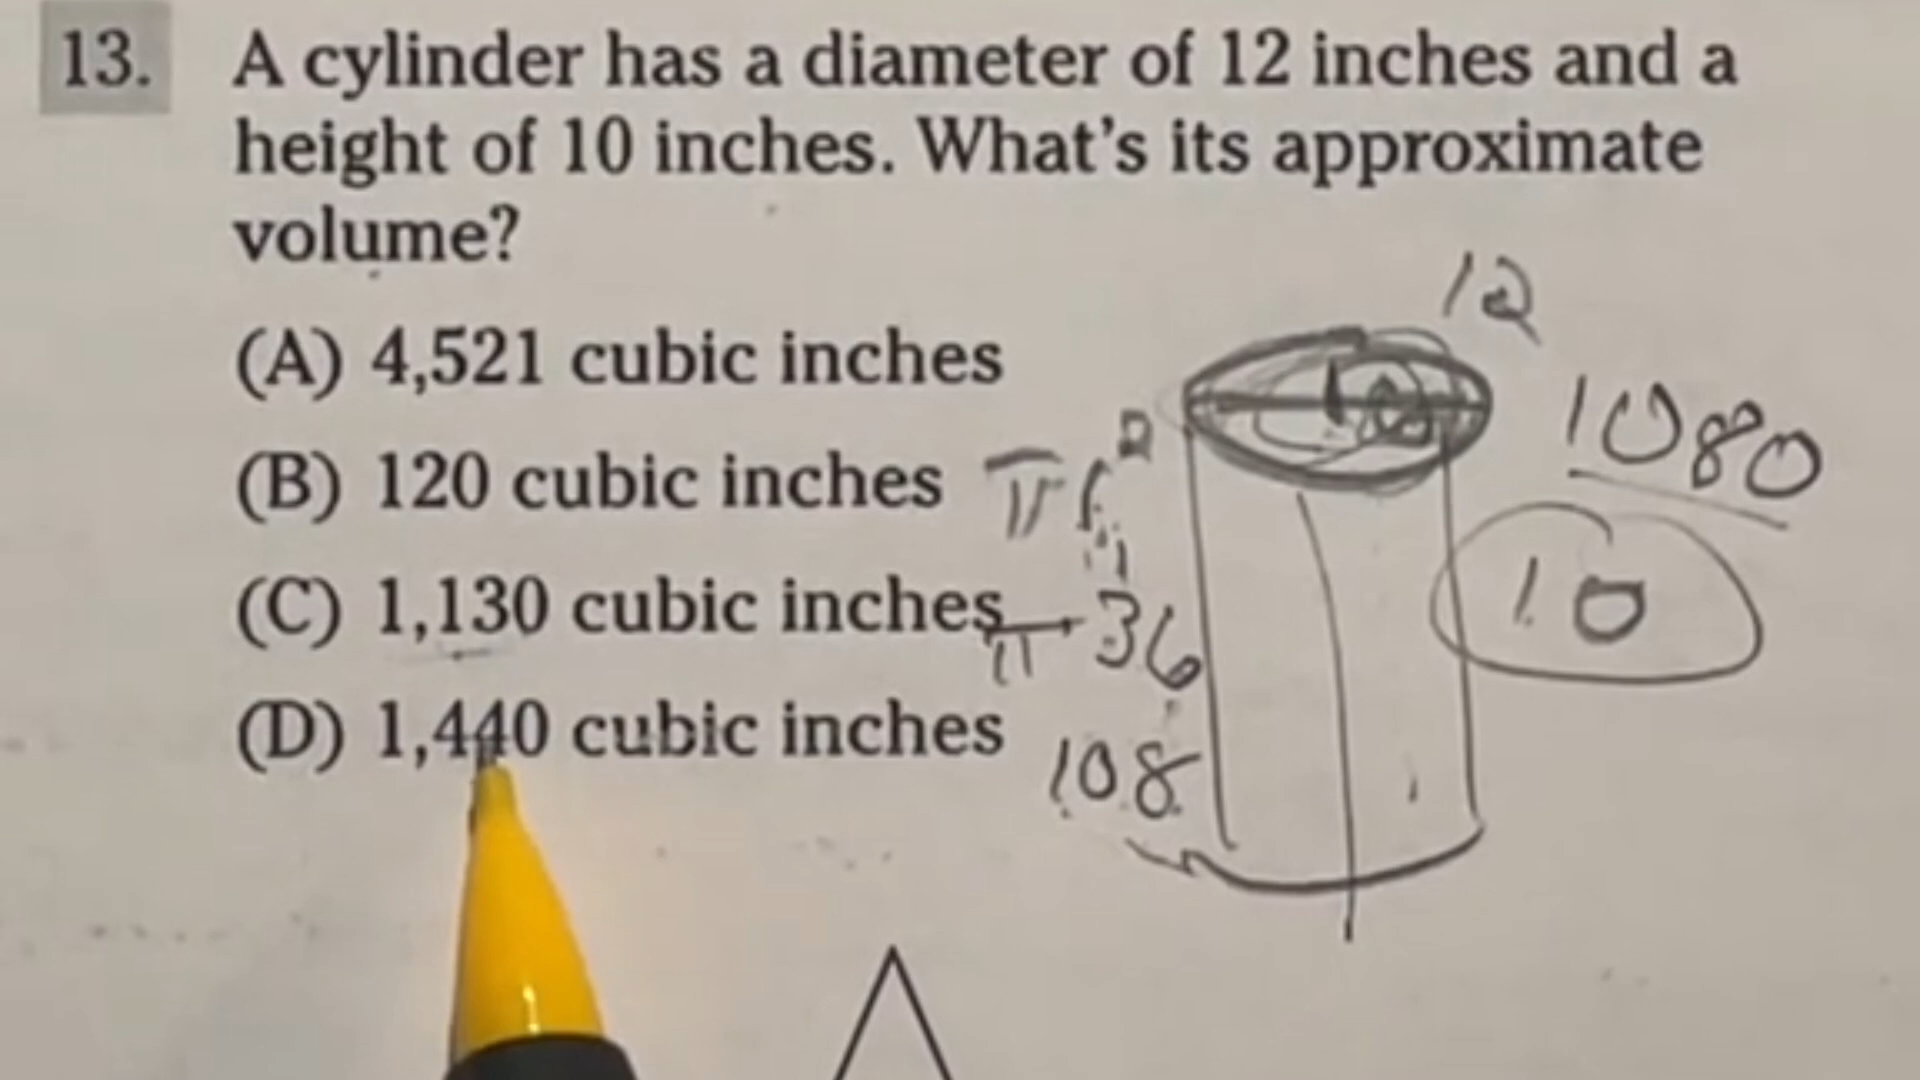 13. A cylinder has a diameter of 12 inches and a
height of 10 inches. What's its approximate
volume?
(A) 4,521 cubic inches
(B) 120 cubic inches
(C) 1,130 cubic inches
(D) 1,440 cubic inches
12
1080
πr²
10
π 36
108